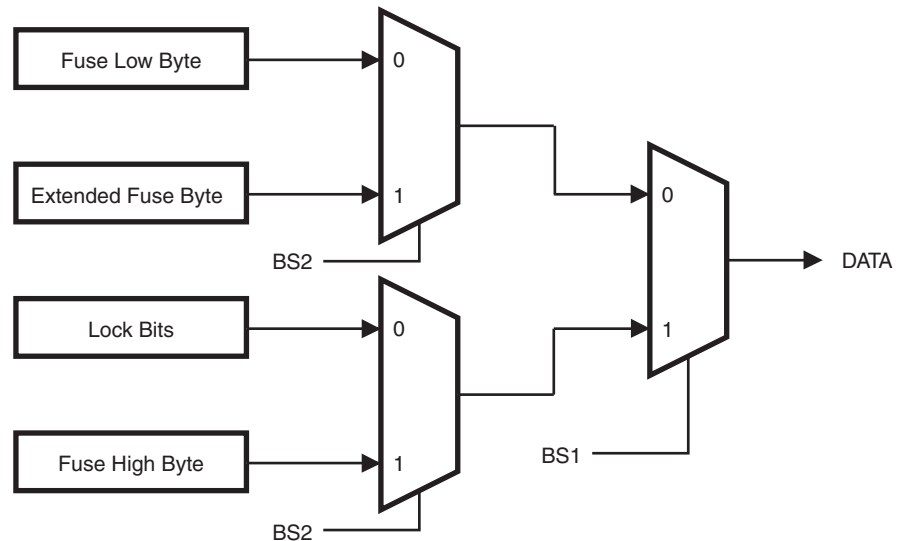 Fuse Low Byte
0
Extended Fuse Byte
1
0
BS2
DATA
Lock Bits
0
1
Fuse High Byte
1
BS1
BS2